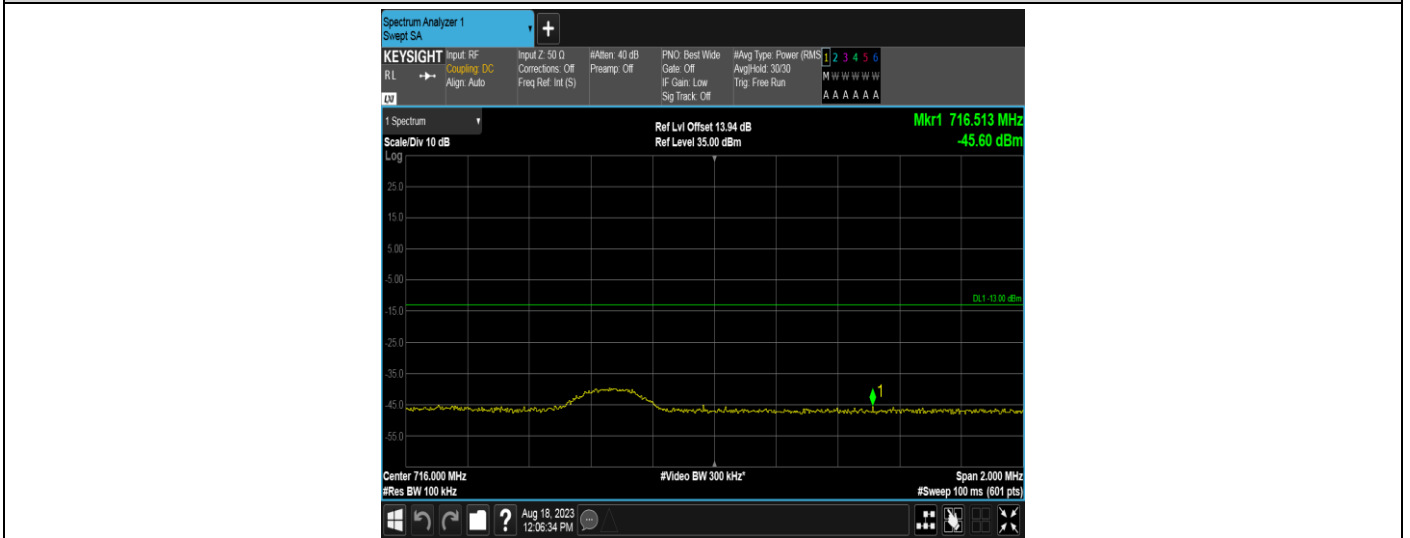 Spectrum Analyzer 1
Swept SA
+
KEYSIGHT
RL
LXI
Input: RF
Coupling: DC
Align: Auto
Input Z: 50 Ω
Corrections: Off
Freq Ref: Int (S)
#Atten: 40 dB
Preamp: Off
PNO: Best Wide
Gate: Off
IF Gain: Low
Sig Track: Off
#Avg Type: Power (RMS
Avg|Hold: 30/30
Trig: Free Run
1 2 3 4 5 6
M W W W W W
A A A A A A
1 Spectrum
Scale/Div 10 dB
Log
Ref Lvl Offset 13.94 dB
Ref Level 35.00 dBm
Mkr1 716.513 MHz
-45.60 dBm
25.0
15.0
5.00
-5.00
DL1 -13.00 dBm
-15.0
-25.0
-35.0
1
-45.0
-55.0
Center 716.000 MHz
#Video BW 300 kHz*
Span 2.000 MHz
#Res BW 100 kHz
#Sweep 100 ms (601 pts)
?
Aug 18, 2023
12:06:34 PM